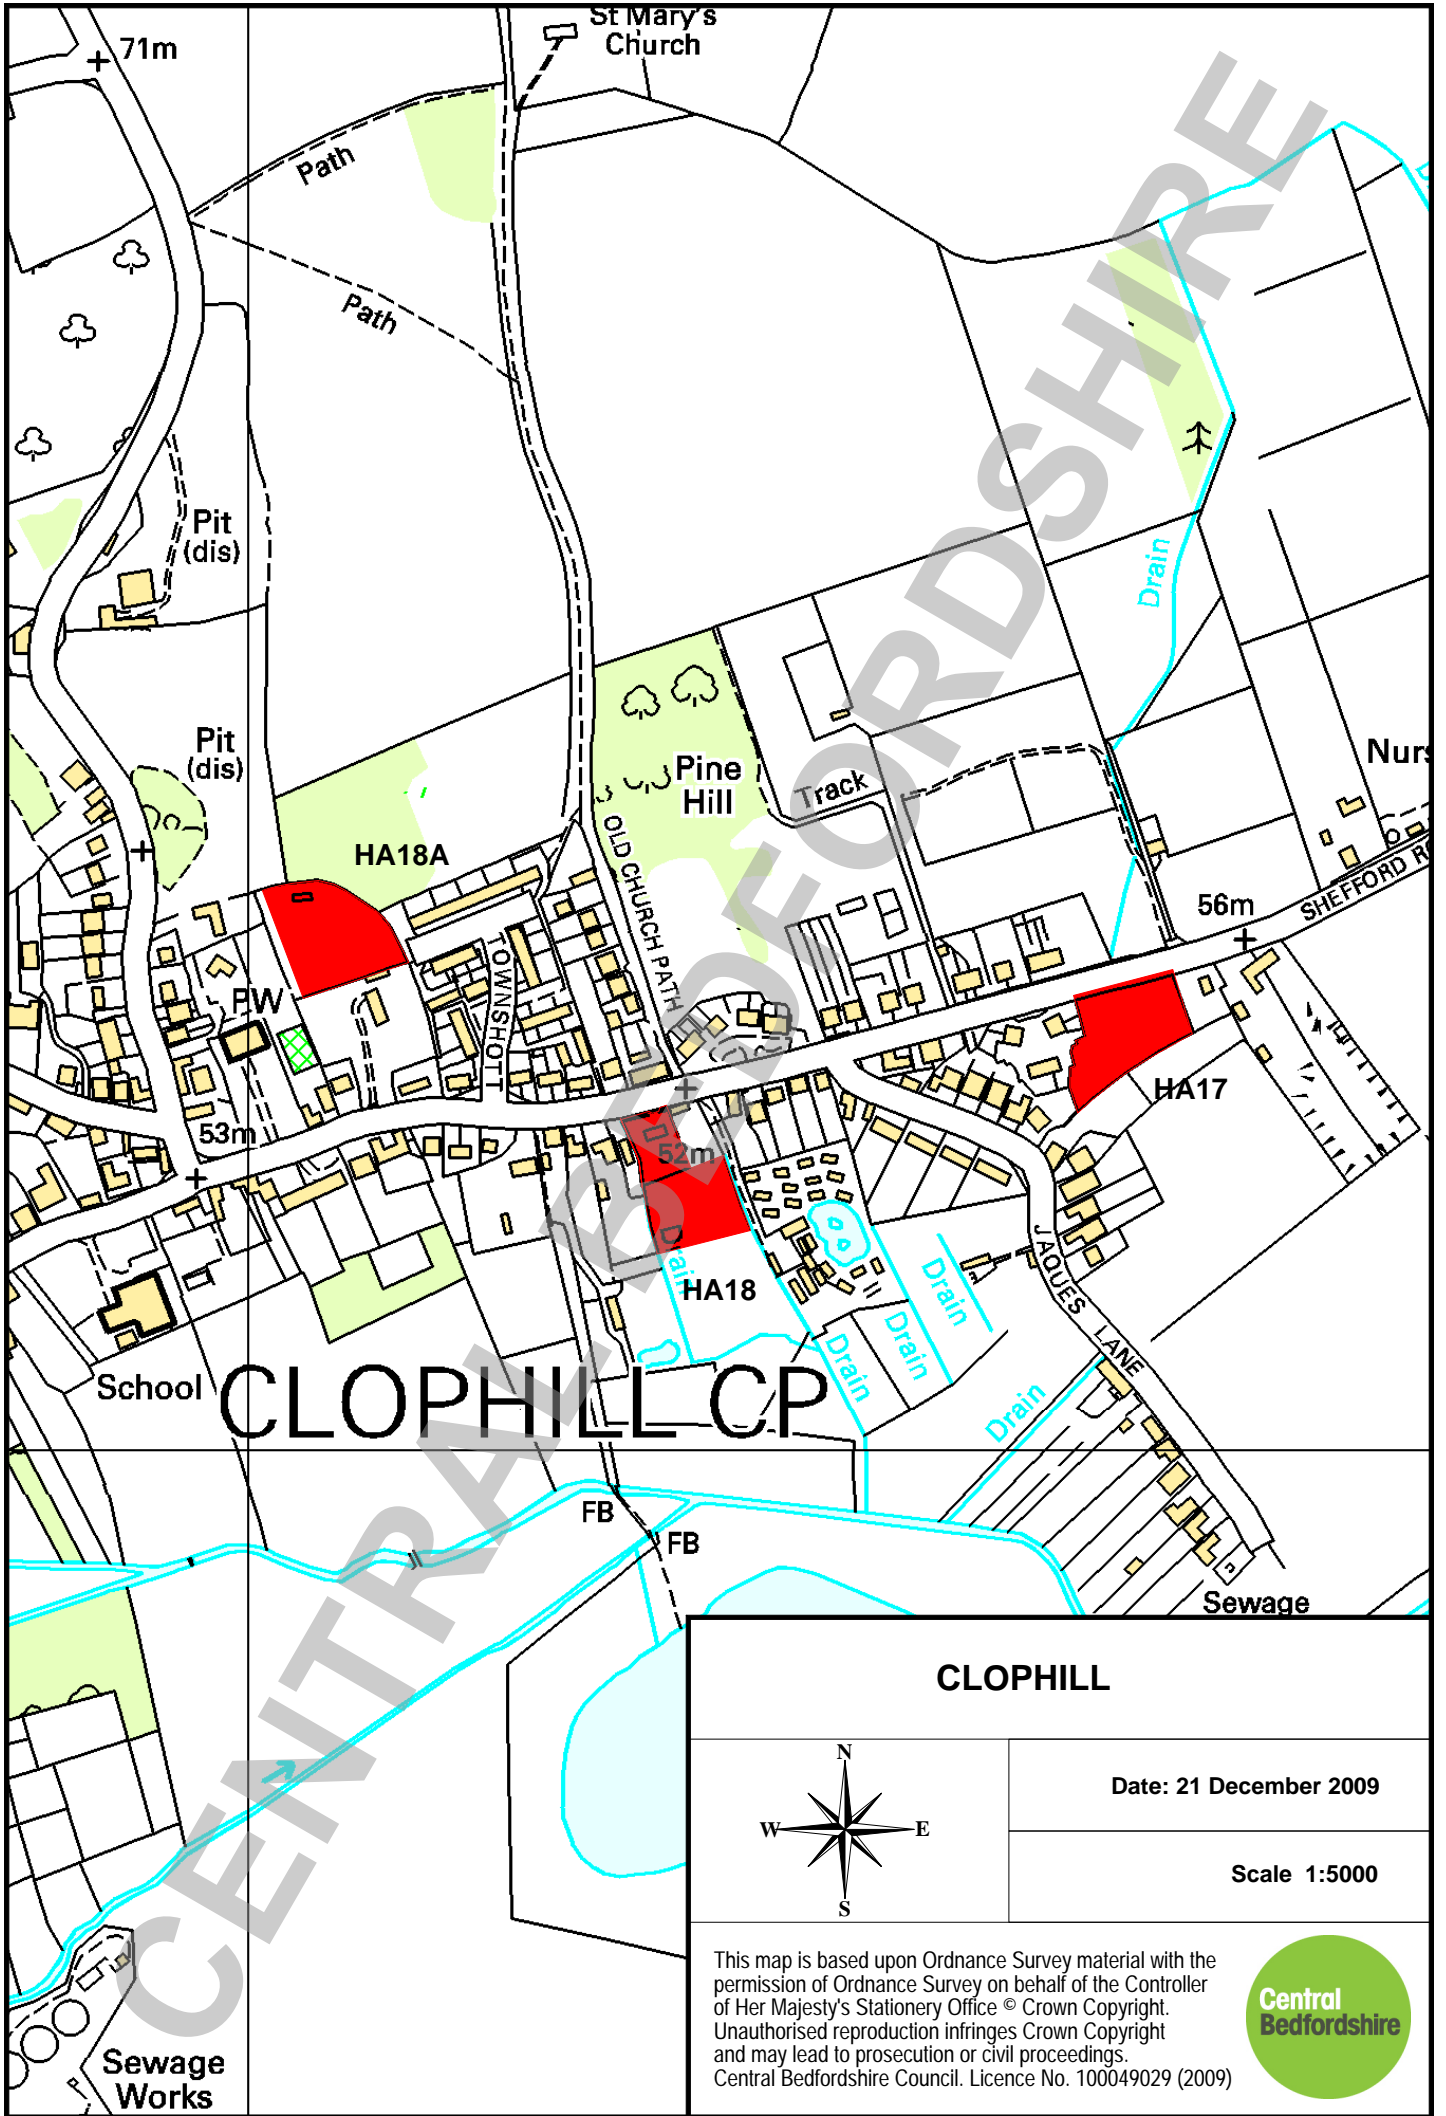 St Mary's
Church
71m
Path
Path
Pit
(dis)
Drain
Pit
(dis)
Pine
Hill
Track
Nurs
HA18A
OLD CHURCH PATH
TOWNSHOTT
56m
SHEFFORD R
PW
HA17
53m
52m
Drain
HA18
Drain
Drain
Drain
JAQUES LANE
School
CLOPHILL CP
Drain
FB
FB
Sewage
Sewage
Works
CENTRAL BEDFORDSHIRE
CLOPHILL
N
W
E
S
Date: 21 December 2009
Scale 1:5000
This map is based upon Ordnance Survey material with the
permission of Ordnance Survey on behalf of the Controller
of Her Majesty's Stationery Office © Crown Copyright.
Unauthorised reproduction infringes Crown Copyright
and may lead to prosecution or civil proceedings.
Central Bedfordshire Council. Licence No. 100049029 (2009)
Central
Bedfordshire